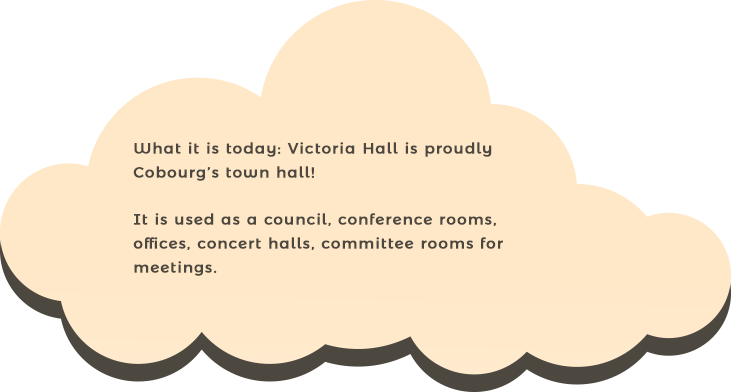 What it is today: Victoria Hall is proudly
Cobourg's town hall!
It is used as a council, conference rooms,
offices, concert halls, committee rooms for
meetings.